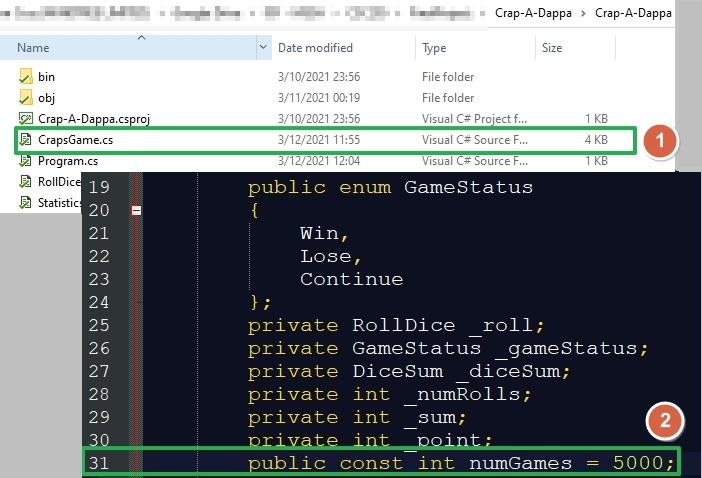 Crap-A-Dappa > Crap-A-Dappa
Name Date modified Type Size
bin 3/10/2021 23:56 File folder
obj 3/11/2021 00:19 File folder
Crap-A-Dappa.csproj 3/10/2021 23:56 Visual C# Project f... 1 KB
CrapsGame.cs 3/12/2021 11:55 Visual C# Source F... 4 KB
1
Program.cs 3/12/2021 12:04 Visual C# Source F... 1 KB
RollDice
Statistics
19 public enum GameStatus
20 {
21 Win,
22 Lose,
23 Continue
24 };
25 private RollDice _roll;
26 private GameStatus _gameStatus;
27 private DiceSum _diceSum;
28 private int _numRolls;
29 private int _sum;
30 private int _point;
2
31 public const int numGames = 5000;